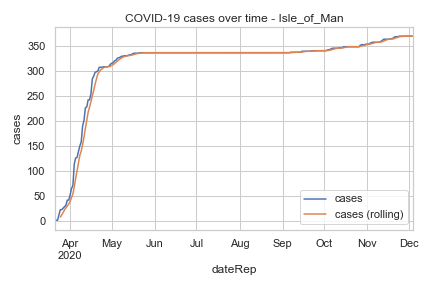 COVID-19 cases over time - Isle_of_Man
cases
350
300
250
200
150
100
50
0
cases
cases (rolling)
Apr May Jun Jul Aug Sep Oct Nov Dec
2020
dateRep